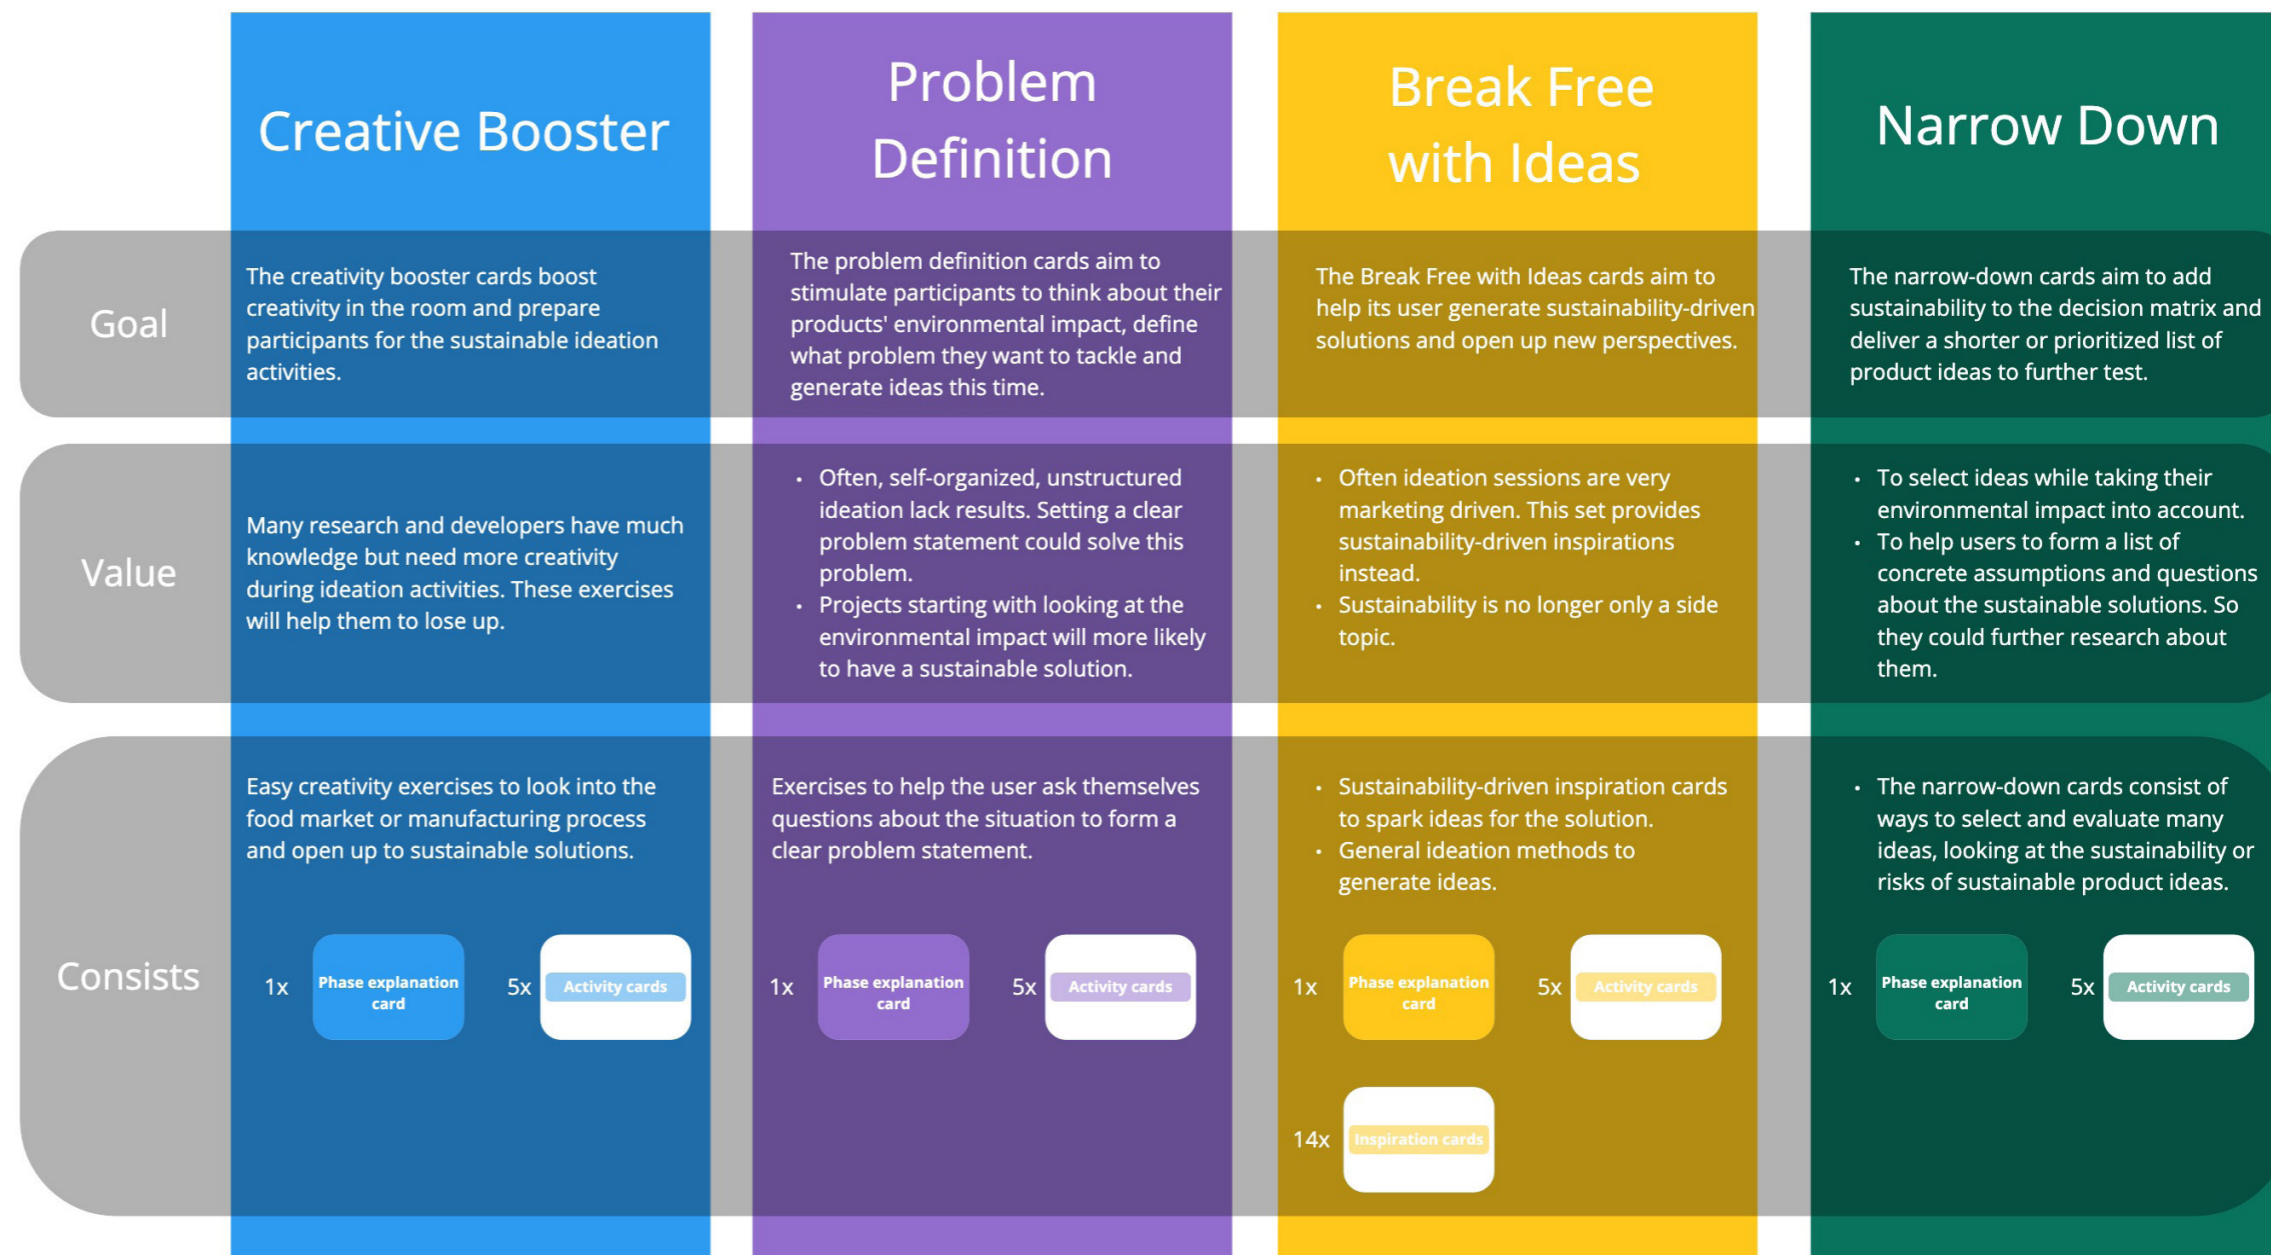 Creative Booster
Problem
Definition
Break Free
with Ideas
Narrow Down
Goal
The creativity booster cards boost
creativity in the room and prepare
participants for the sustainable ideation
activities.
The problem definition cards aim to
stimulate participants to think about their
products' environmental impact, define
what problem they want to tackle and
generate ideas this time.
The Break Free with Ideas cards aim to
help its user generate sustainability-driven
solutions and open up new perspectives.
The narrow-down cards aim to add
sustainability to the decision matrix and
deliver a shorter or prioritized list of
product ideas to further test.
Value
Many research and developers have much
knowledge but need more creativity
during ideation activities. These exercises
will help them to lose up.
• Often, self-organized, unstructured
ideation lack results. Setting a clear
problem statement could solve this
problem.
• Projects starting with looking at the
environmental impact will more likely
to have a sustainable solution.
• Often ideation sessions are very
marketing driven. This set provides
sustainability-driven inspirations
instead.
• Sustainability is no longer only a side
topic.
• To select ideas while taking their
environmental impact into account.
• To help users to form a list of
concrete assumptions and questions
about the sustainable solutions. So
they could further research about
them.
Consists
Easy creativity exercises to look into the
food market or manufacturing process
and open up to sustainable solutions.
1x
Phase explanation
card
5x
Activity cards
Exercises to help the user ask themselves
questions about the situation to form a
clear problem statement.
1x
Phase explanation
card
5x
Activity cards
• Sustainability-driven inspiration cards
to spark ideas for the solution.
• General ideation methods to
generate ideas.
1x
Phase explanation
card
5x
Activity cards
14x
Inspiration cards
• The narrow-down cards consist of
ways to select and evaluate many
ideas, looking at the sustainability or
risks of sustainable product ideas.
1x
Phase explanation
card
5x
Activity cards